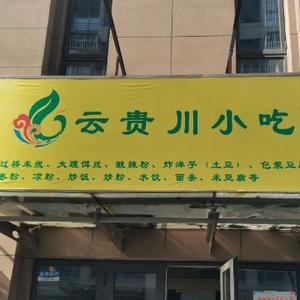 云贵川小吃
过桥米线、大理饵丝、酸辣粉、炸洋芋（土豆）、包浆豆
卷粉、凉粉、炒饭、炒粉、水饺、面条、米豆腐等